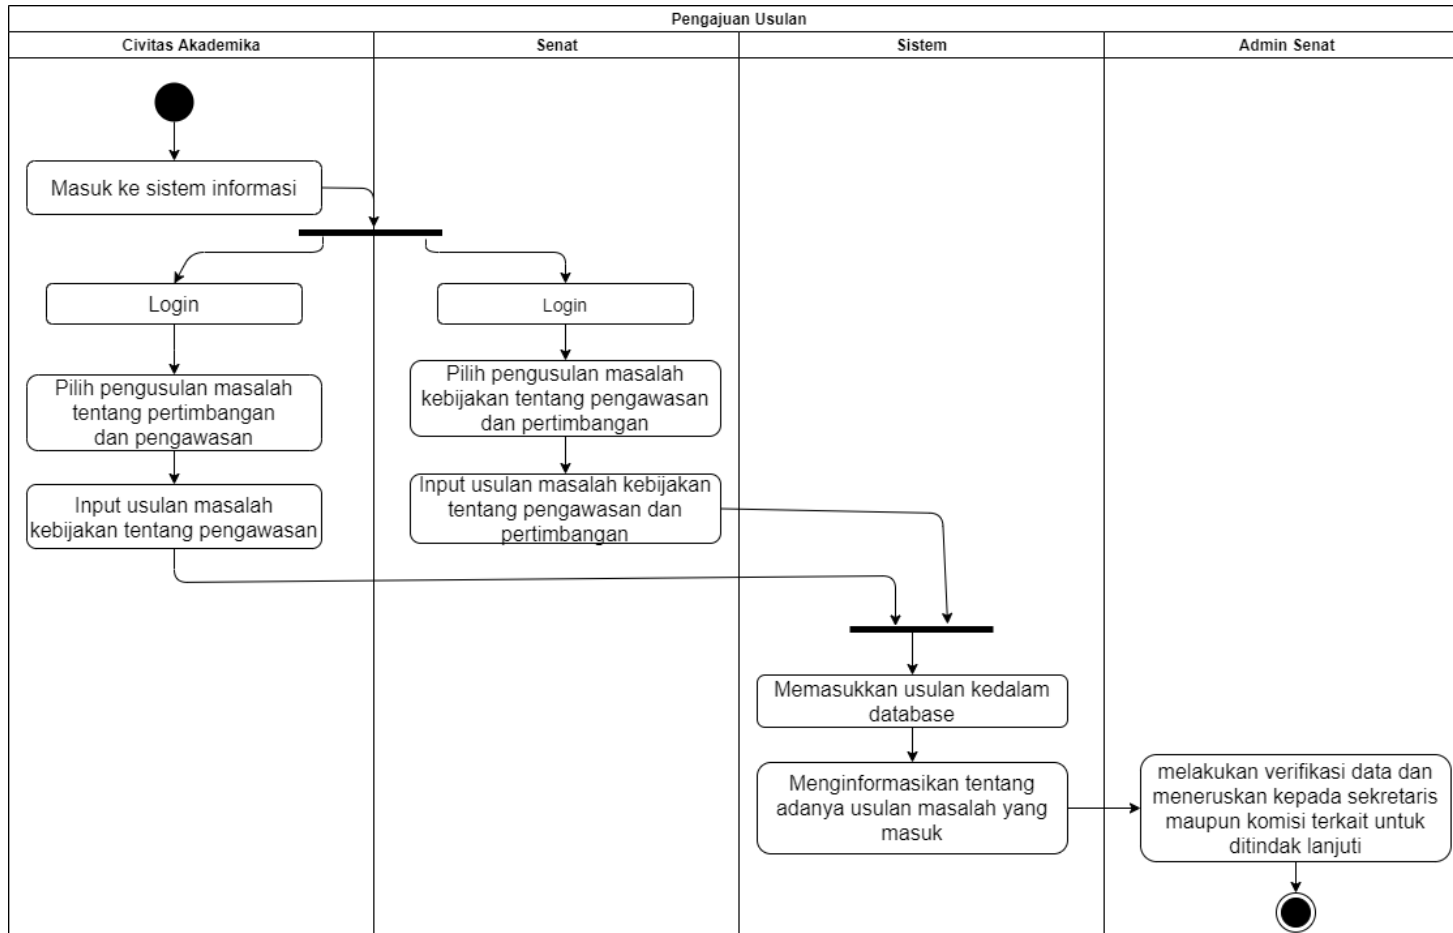 Pengajuan Usulan
Civitas Akademika
Senat
Sistem
Admin Senat
Masuk ke sistem informasi
Login
Login
Pilih pengusulan masalah
tentang pertimbangan
dan pengawasan
Pilih pengusulan masalah
kebijakan tentang pengawasan
dan pertimbangan
Input usulan masalah
kebijakan tentang pengawasan
Input usulan masalah kebijakan
tentang pengawasan dan
pertimbangan
Memasukkan usulan kedalam
database
Menginformasikan tentang
adanya usulan masalah yang
masuk
melakukan verifikasi data dan
meneruskan kepada sekretaris
maupun komisi terkait untuk
ditindak lanjuti